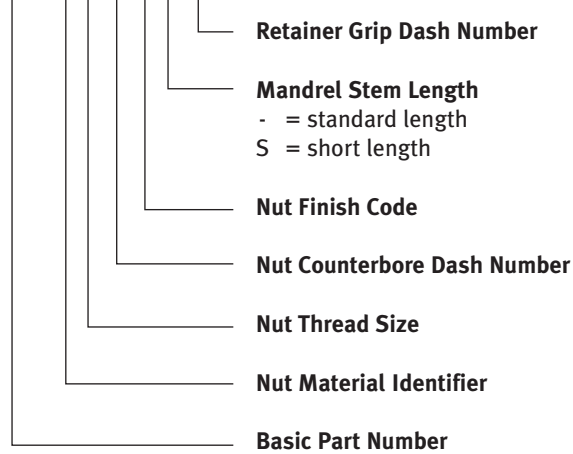 Retainer Grip Dash Number
Mandrel Stem Length
- = standard length
S = short length
Nut Finish Code
Nut Counterbore Dash Number
Nut Thread Size
Nut Material Identifier
Basic Part Number